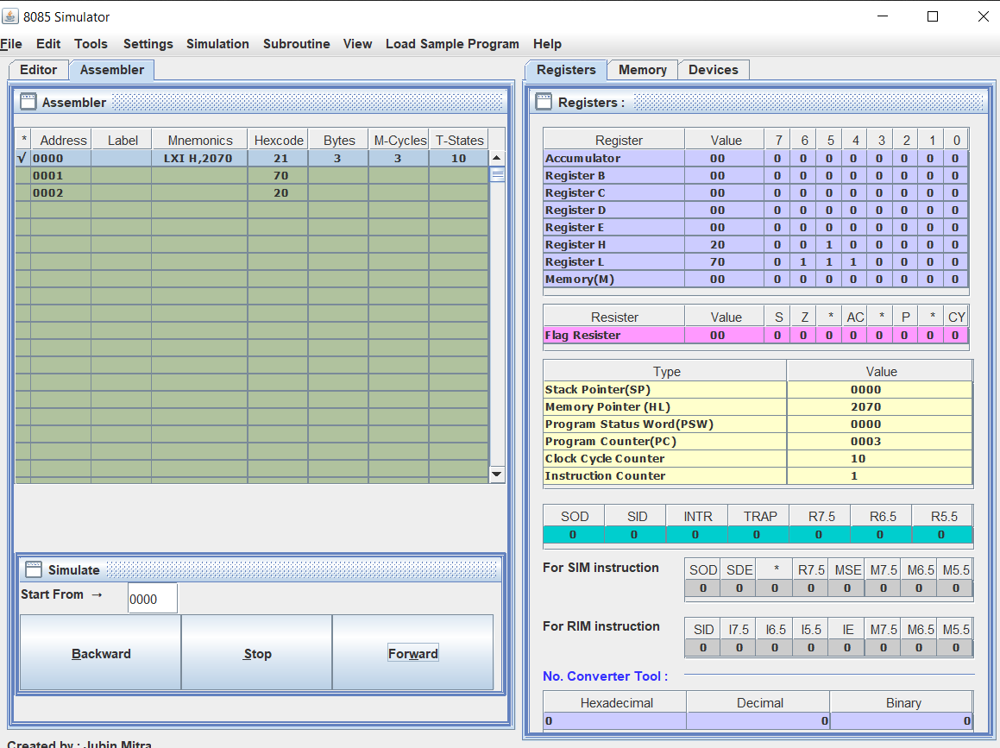 8085 Simulator
File Edit Tools Settings Simulation Subroutine View Load Sample Program Help
Editor Assembler
Assembler
* Address Label Mnemonics Hexcode Bytes M-Cycles T-States
√ 0000 LXI H,2070 21 3 3 10
0001 70
0002 20
Simulate
Start From → 0000
Backward Stop Forward
Created by : Jubin Mitra
Registers Memory Devices
Registers :
Register Value 7 6 5 4 3 2 1 0
Accumulator 00 0 0 0 0 0 0 0 0
Register B 00 0 0 0 0 0 0 0 0
Register C 00 0 0 0 0 0 0 0 0
Register D 00 0 0 0 0 0 0 0 0
Register E 00 0 0 0 0 0 0 0 0
Register H 20 0 0 1 0 0 0 0 0
Register L 70 0 1 1 1 0 0 0 0
Memory(M) 00 0 0 0 0 0 0 0 0
Resister Value S Z * AC * P * CY
Flag Resister 00 0 0 0 0 0 0 0 0
Type Value
Stack Pointer(SP) 0000
Memory Pointer (HL) 2070
Program Status Word(PSW) 0000
Program Counter(PC) 0003
Clock Cycle Counter 10
Instruction Counter 1
SOD SID INTR TRAP R7.5 R6.5 R5.5
0 0 0 0 0 0 0
For SIM instruction
SOD SDE * R7.5 MSE M7.5 M6.5 M5.5
0 0 0 0 0 0 0 0
For RIM instruction
SID I7.5 I6.5 I5.5 IE M7.5 M6.5 M5.5
0 0 0 0 0 0 0 0
No. Converter Tool :
Hexadecimal Decimal Binary
0 0 0